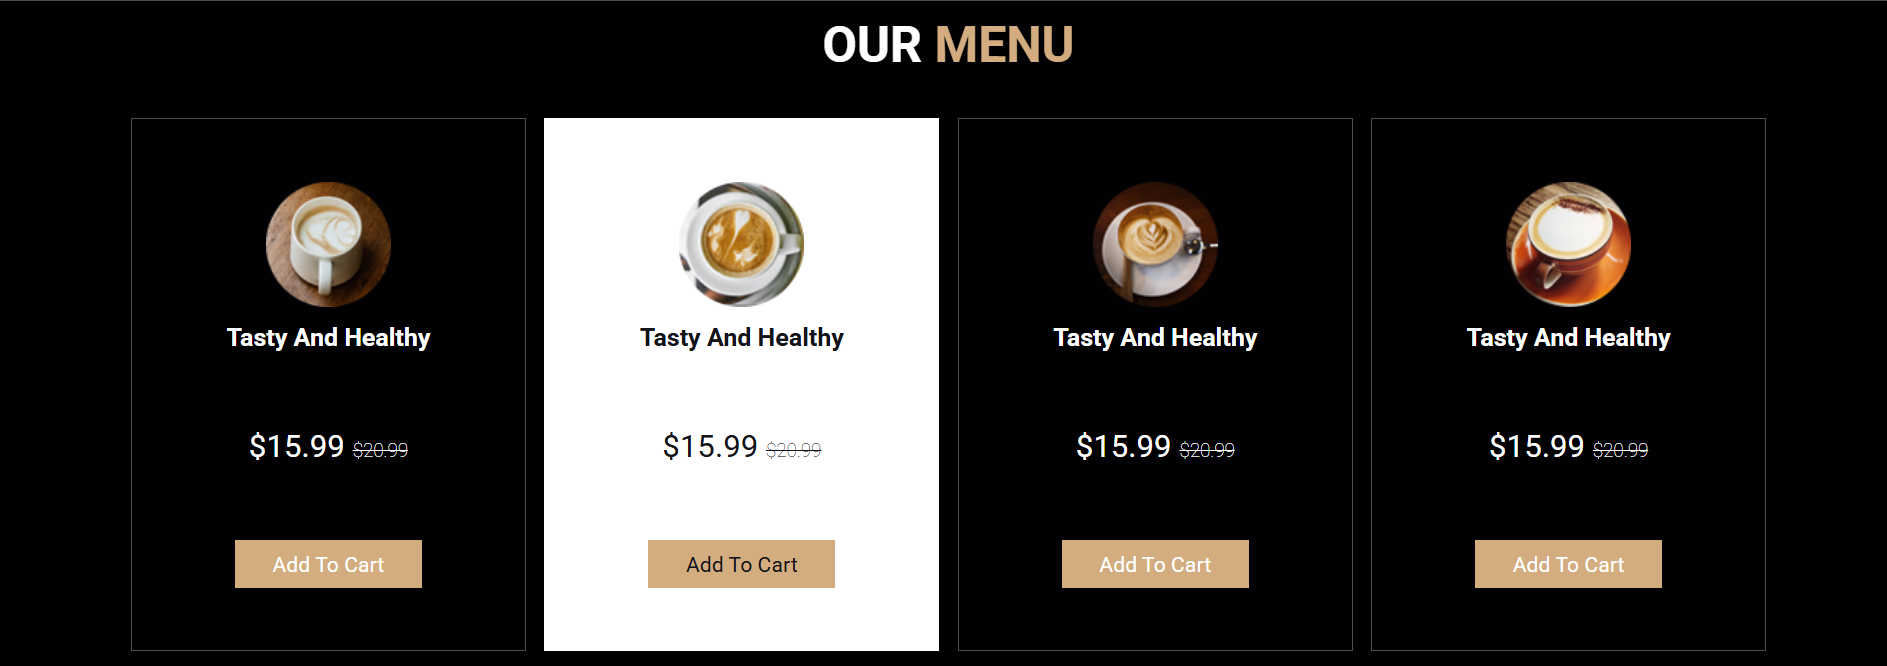 OUR MENU
Tasty And Healthy
$15.99 $20.99
Add To Cart
Tasty And Healthy
$15.99 $20.99
Add To Cart
Tasty And Healthy
$15.99 $20.99
Add To Cart
Tasty And Healthy
$15.99 $20.99
Add To Cart